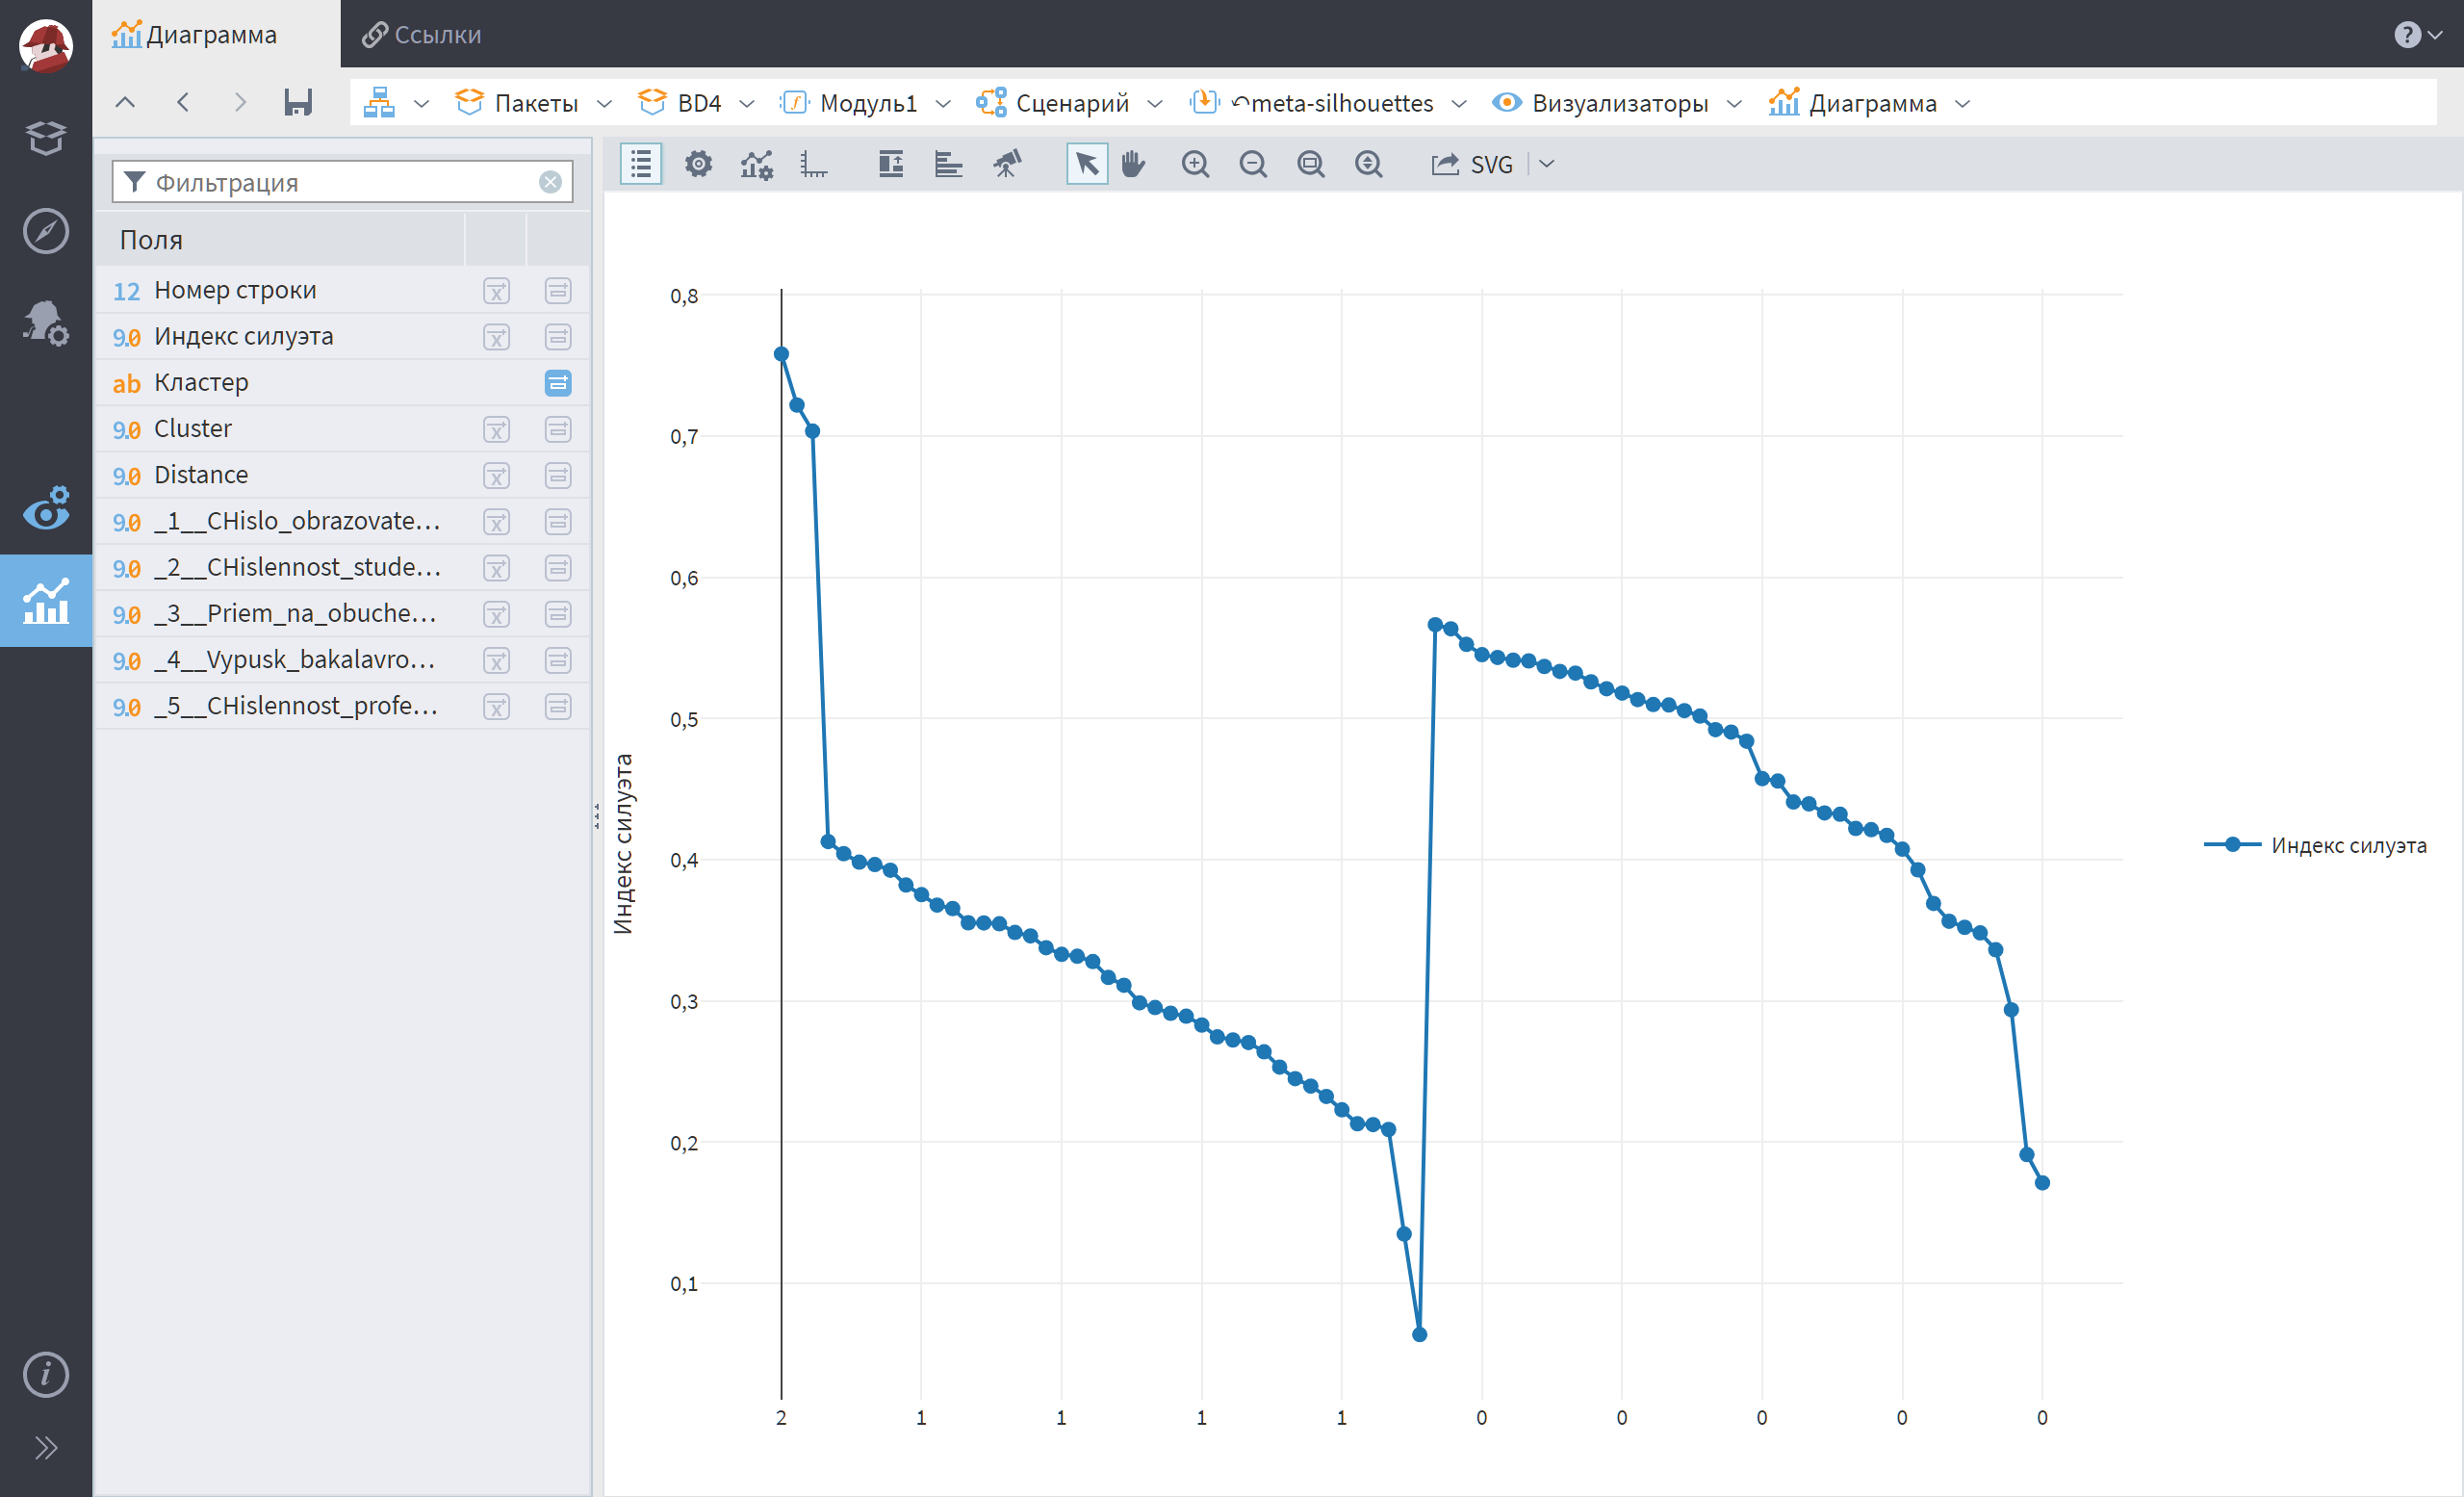 Диаграмма
Ссылки
?
Пакеты
BD4
Модуль1
Сценарий
meta-silhouettes
Визуализаторы
Диаграмма
Фильтрация
SVG
Поля
12 Номер строки
9.0 Индекс силуэта
ab Кластер
9.0 Cluster
9.0 Distance
9.0 _1__CHislo_obrazovate...
9.0 _2__CHislennost_stude...
9.0 _3__Priem_na_obuche...
9.0 _4__Vypusk_bakalavro...
9.0 _5__CHislennost_profe...
Индекс силуэта
0,8
0,7
0,6
0,5
0,4
0,3
0,2
0,1
2 1 1 1 1 0 0 0 0 0
Индекс силуэта
i